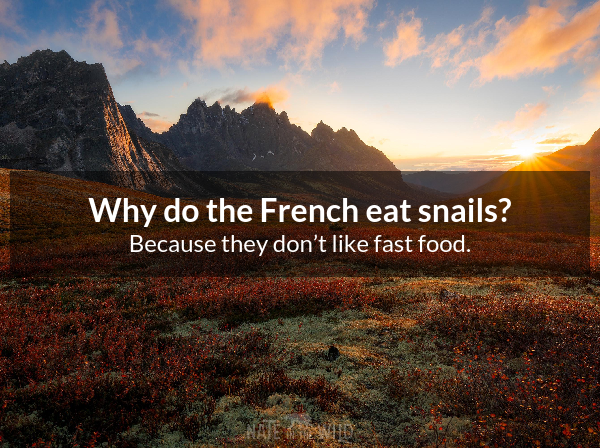 Why do the French eat snails?
Because they don’t like fast food.
NATE IN THE WILD